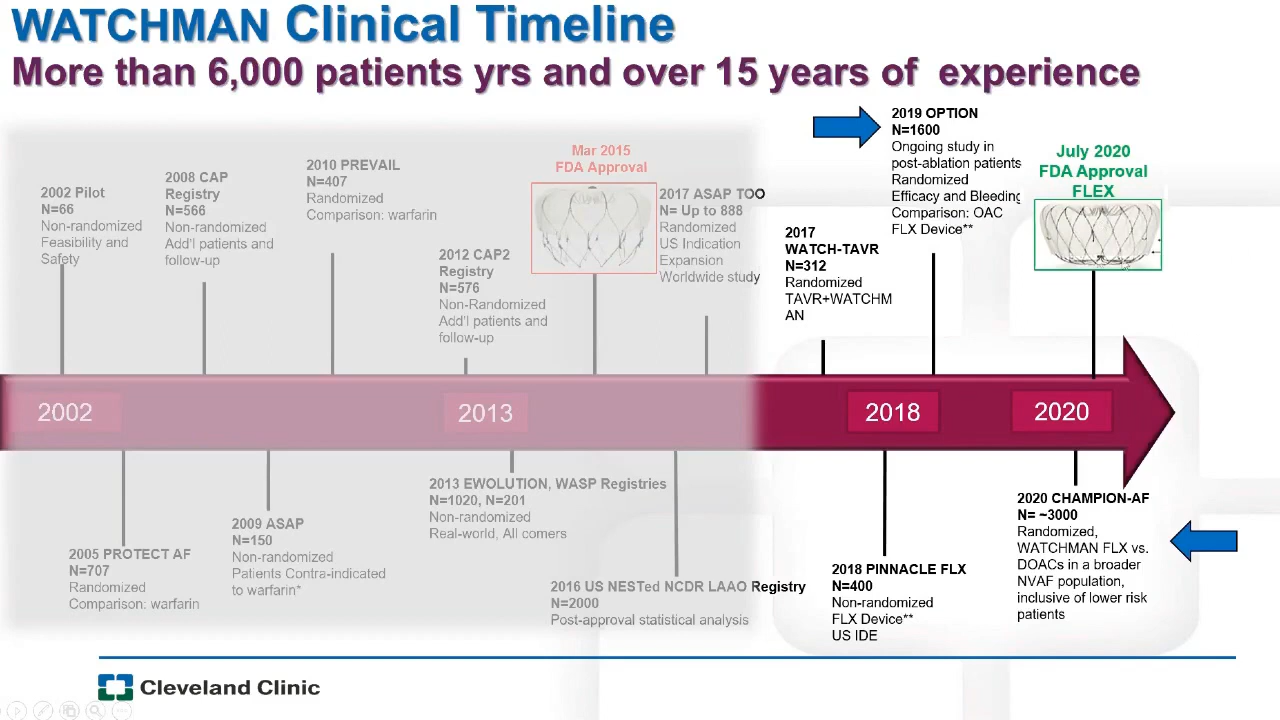 WATCHMAN Clinical Timeline
More than 6,000 patients yrs and over 15 years of experience
2002 Pilot
N=66
Non-randomized
Feasibility and
Safety
2008 CAP
Registry
N=566
Non-randomized
Add'l patients and
follow-up
2010 PREVAIL
N=407
Randomized
Comparison: warfarin
2012 CAP2
Registry
N=576
Non-Randomized
Add'l patients and
follow-up
Mar 2015
FDA Approval
2017 ASAP TOO
N= Up to 888
Randomized
US Indication
Expansion
Worldwide study
2017
WATCH-TAVR
N=312
Randomized
TAVR+WATCHM
AN
2019 OPTION
N=1600
Ongoing study in
post-ablation patients
Randomized
Efficacy and Bleeding
Comparison: OAC
FLX Device**
July 2020
FDA Approval
FLEX
2002
2013
2018
2020
2005 PROTECT AF
N=707
Randomized
Comparison: warfarin
2009 ASAP
N=150
Non-randomized
Patients Contra-indicated
to warfarin*
2013 EWOLUTION, WASP Registries
N=1020, N=201
Non-randomized
Real-world, All comers
2016 US NESTed NCDR LAAO Registry
N=2000
Post-approval statistical analysis
2018 PINNACLE FLX
N=400
Non-randomized
FLX Device**
US IDE
2020 CHAMPION-AF
N= ~3000
Randomized,
WATCHMAN FLX vs.
DOACs in a broader
NVAF population,
inclusive of lower risk
patients
Cleveland Clinic